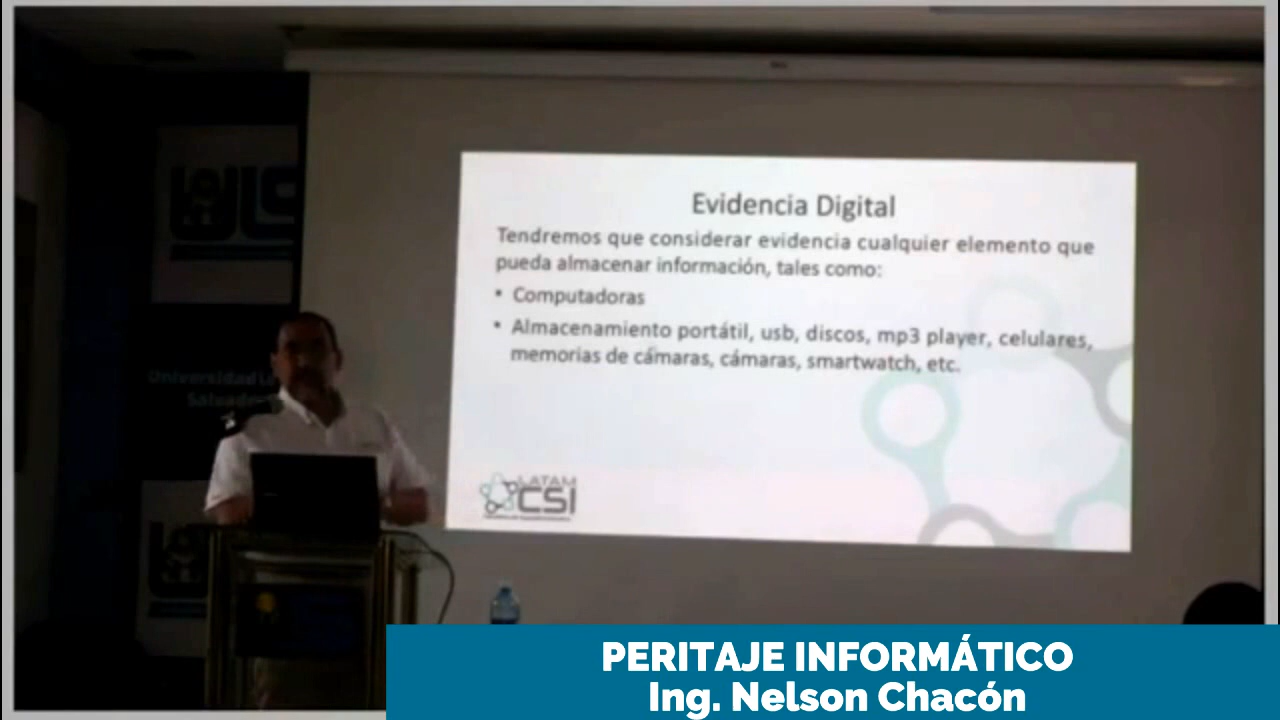 Evidencia Digital
Tendremos que considerar evidencia cualquier elemento que
pueda almacenar información, tales como:
• Computadoras
• Almacenamiento portátil, usb, discos, mp3 player, celulares,
memorias de cámaras, cámaras, smartwatch, etc.
LATAM
CSI
Universidad
PERITAJE INFORMÁTICO
Ing. Nelson Chacón